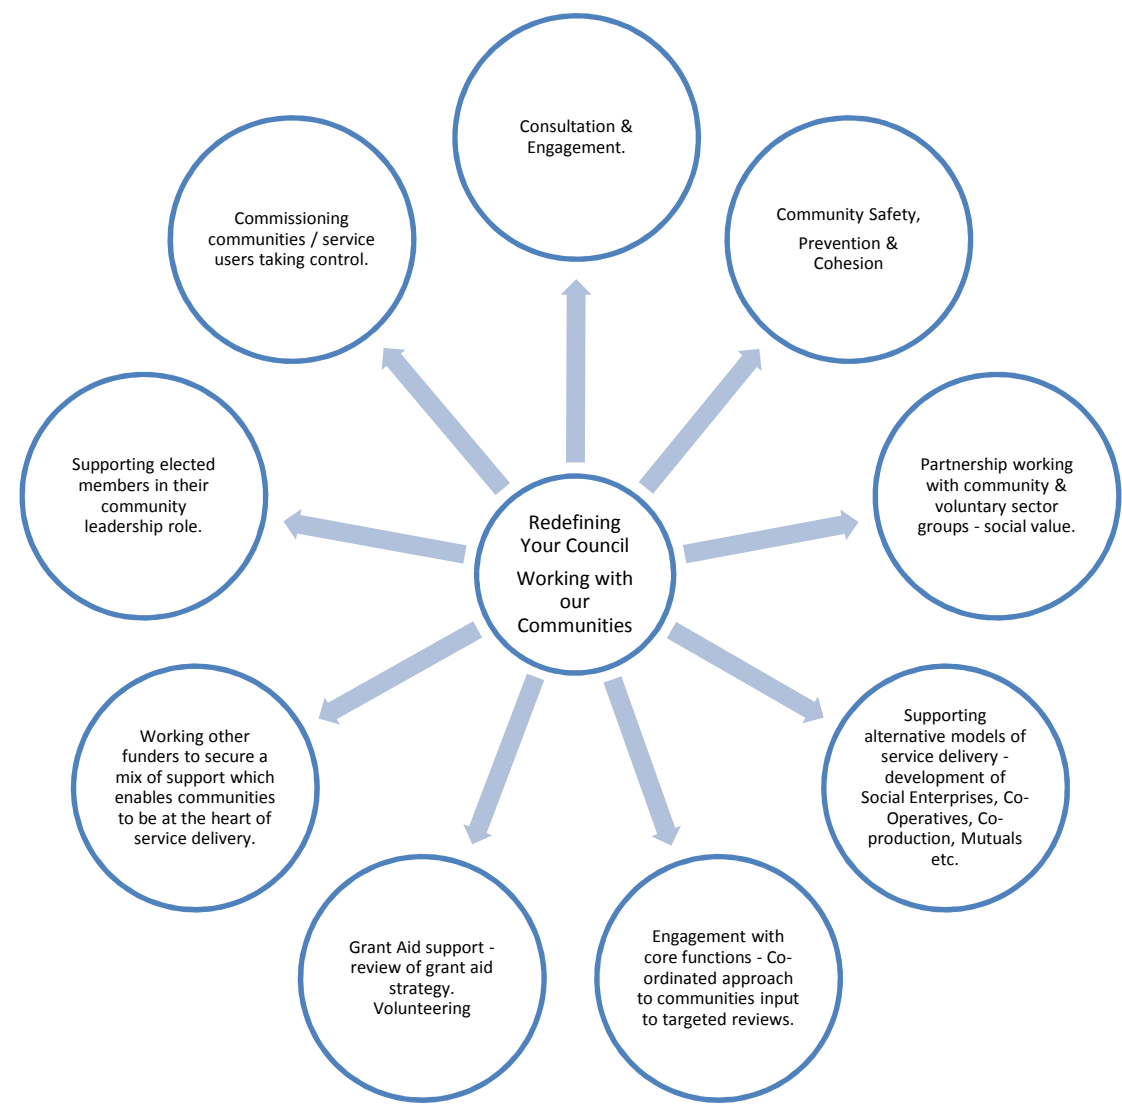 Consultation &
Engagement.
Community Safety,
Prevention &
Cohesion
Partnership working
with community &
voluntary sector
groups - social value.
Supporting
alternative models of
service delivery -
development of
Social Enterprises, Co-
Operatives, Co-
production, Mutuals
etc.
Engagement with
core functions - Co-
ordinated approach
to communities input
to targeted reviews.
Grant Aid support -
review of grant aid
strategy.
Volunteering
Working other
funders to secure a
mix of support which
enables communities
to be at the heart of
service delivery.
Supporting elected
members in their
community
leadership role.
Commissioning
communities / service
users taking control.
Redefining
Your Council
Working with
our
Communities